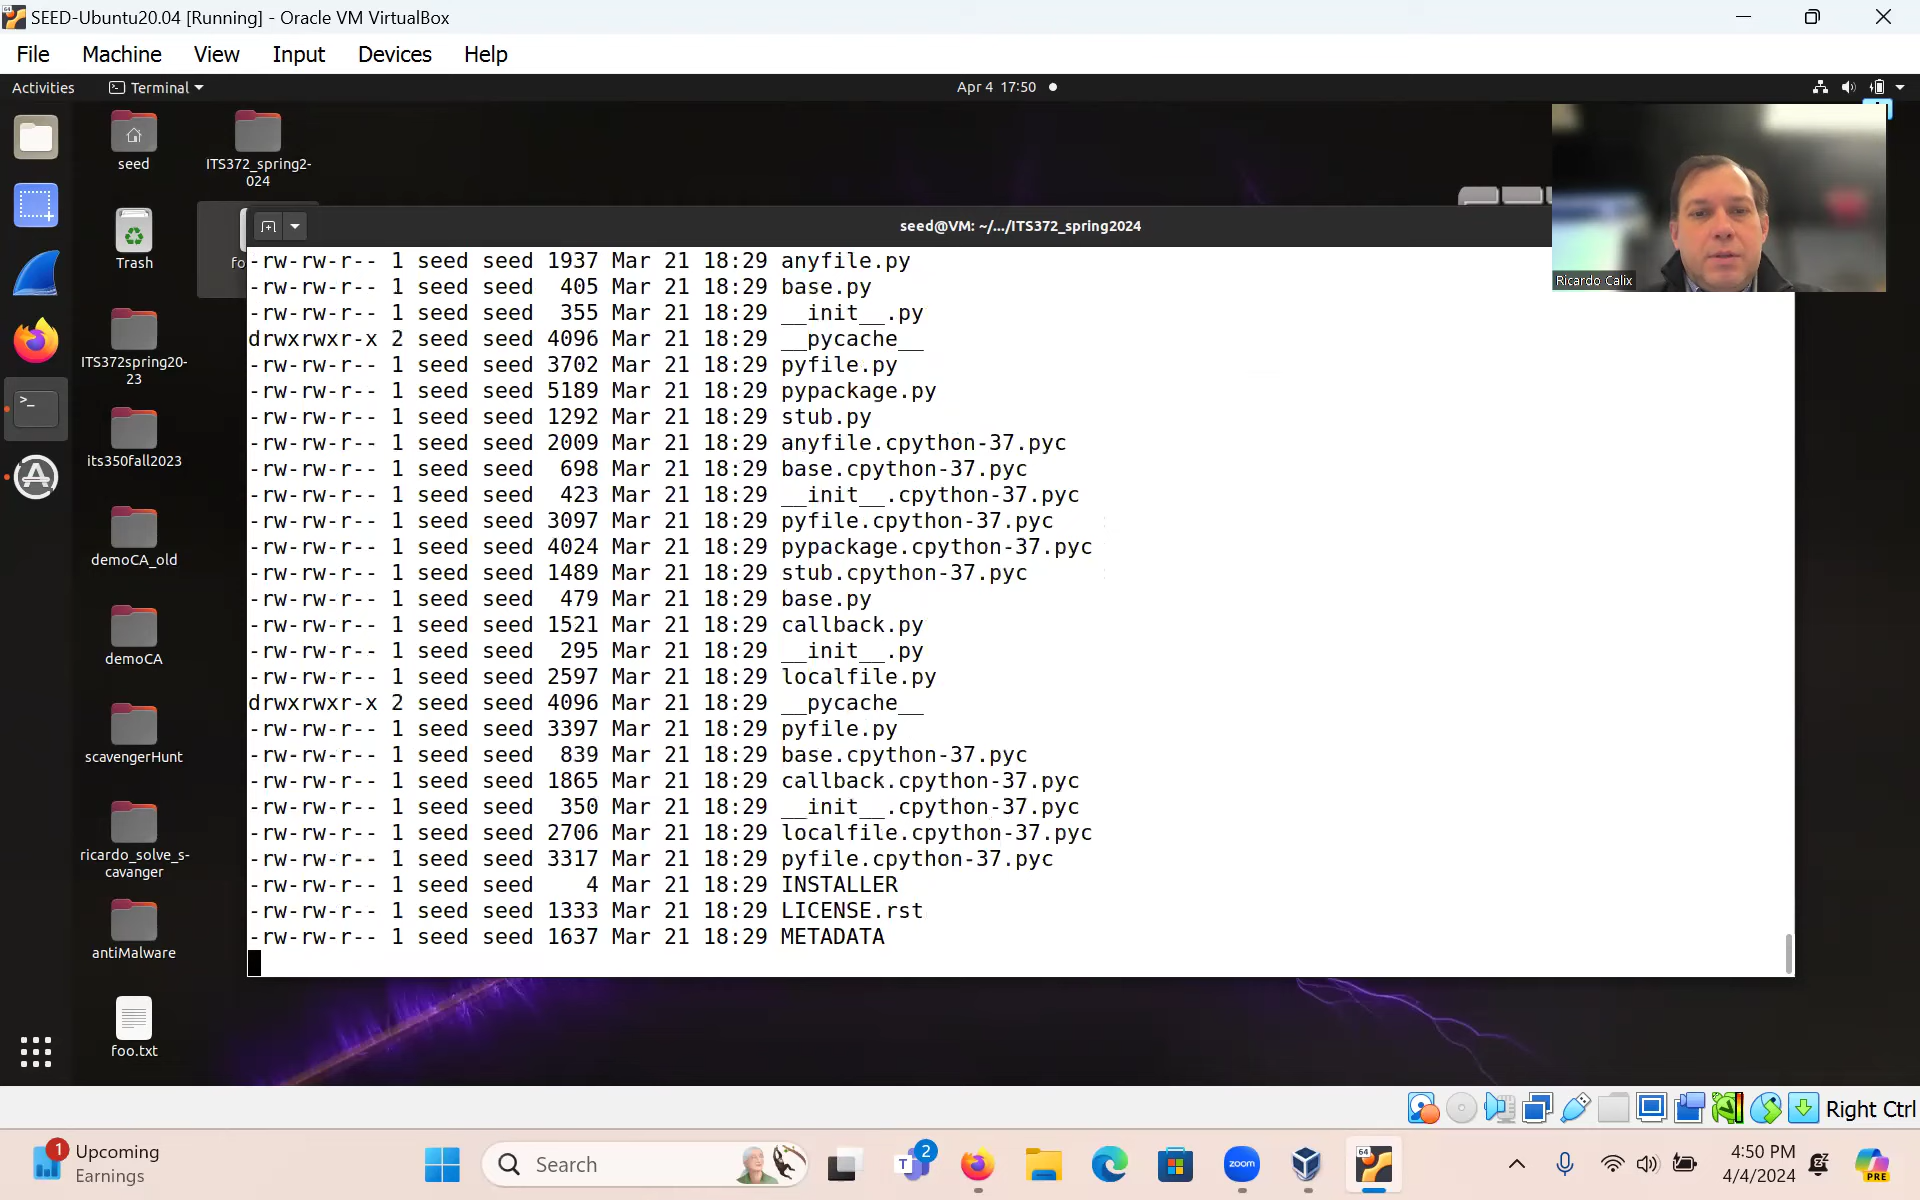 SEED-Ubuntu20.04 [Running] - Oracle VM VirtualBox
File Machine View Input Devices Help
Activities Terminal Apr 4 17:50
seed
ITS372_spring2-
024
Trash
fo
ITS372spring20-
23
its350fall2023
demoCA_old
demoCA
scavengerHunt
ricardo_solve_s-
cavanger
antiMalware
foo.txt
seed@VM: ~/.../ITS372_spring2024
Ricardo Calix
-rw-rw-r-- 1 seed seed 1937 Mar 21 18:29 anyfile.py
-rw-rw-r-- 1 seed seed 405 Mar 21 18:29 base.py
-rw-rw-r-- 1 seed seed 355 Mar 21 18:29 __init__.py
drwxrwxr-x 2 seed seed 4096 Mar 21 18:29 __pycache__
-rw-rw-r-- 1 seed seed 3702 Mar 21 18:29 pyfile.py
-rw-rw-r-- 1 seed seed 5189 Mar 21 18:29 pypackage.py
-rw-rw-r-- 1 seed seed 1292 Mar 21 18:29 stub.py
-rw-rw-r-- 1 seed seed 2009 Mar 21 18:29 anyfile.cpython-37.pyc
-rw-rw-r-- 1 seed seed 698 Mar 21 18:29 base.cpython-37.pyc
-rw-rw-r-- 1 seed seed 423 Mar 21 18:29 __init__.cpython-37.pyc
-rw-rw-r-- 1 seed seed 3097 Mar 21 18:29 pyfile.cpython-37.pyc
-rw-rw-r-- 1 seed seed 4024 Mar 21 18:29 pypackage.cpython-37.pyc
-rw-rw-r-- 1 seed seed 1489 Mar 21 18:29 stub.cpython-37.pyc
-rw-rw-r-- 1 seed seed 479 Mar 21 18:29 base.py
-rw-rw-r-- 1 seed seed 1521 Mar 21 18:29 callback.py
-rw-rw-r-- 1 seed seed 295 Mar 21 18:29 __init__.py
-rw-rw-r-- 1 seed seed 2597 Mar 21 18:29 localfile.py
drwxrwxr-x 2 seed seed 4096 Mar 21 18:29 __pycache__
-rw-rw-r-- 1 seed seed 3397 Mar 21 18:29 pyfile.py
-rw-rw-r-- 1 seed seed 839 Mar 21 18:29 base.cpython-37.pyc
-rw-rw-r-- 1 seed seed 1865 Mar 21 18:29 callback.cpython-37.pyc
-rw-rw-r-- 1 seed seed 350 Mar 21 18:29 __init__.cpython-37.pyc
-rw-rw-r-- 1 seed seed 2706 Mar 21 18:29 localfile.cpython-37.pyc
-rw-rw-r-- 1 seed seed 3317 Mar 21 18:29 pyfile.cpython-37.pyc
-rw-rw-r-- 1 seed seed 4 Mar 21 18:29 INSTALLER
-rw-rw-r-- 1 seed seed 1333 Mar 21 18:29 LICENSE.rst
-rw-rw-r-- 1 seed seed 1637 Mar 21 18:29 METADATA
Right Ctrl
1
Upcoming
Earnings
Search
T
2
zoom
64
4:50 PM
4/4/2024
PRE